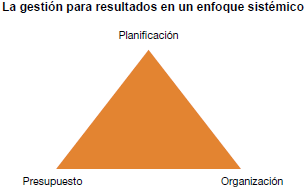 La gestión para resultados en un enfoque sistémico
Planificación
Presupuesto
Organización